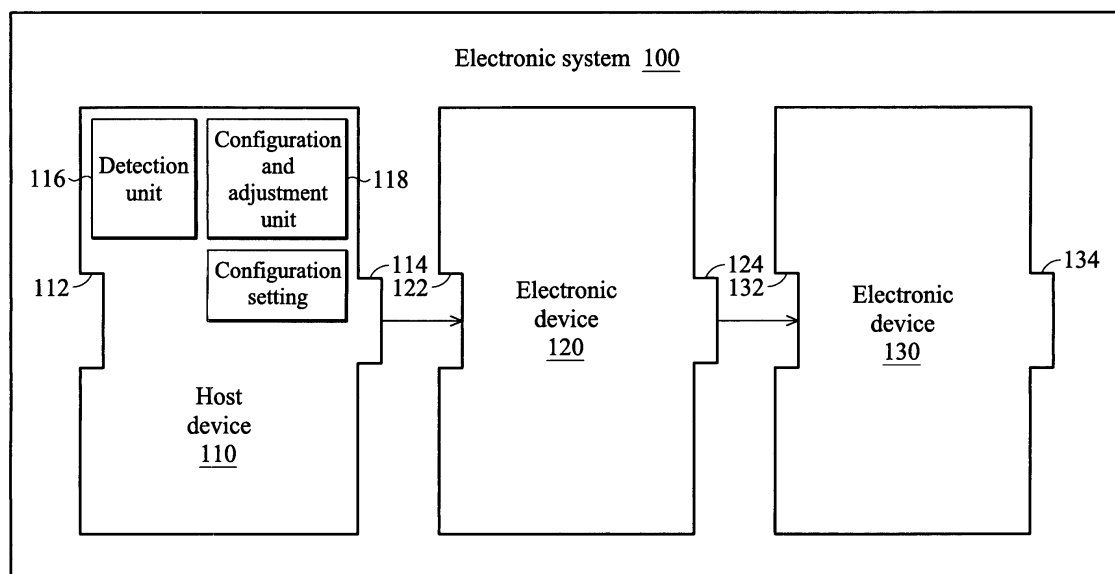 Electronic system 100
Detection
unit
116
Configuration
and
adjustment
unit
118
Configuration
setting
112
114
122
124
132
134
Host
device
110
Electronic
device
120
Electronic
device
130